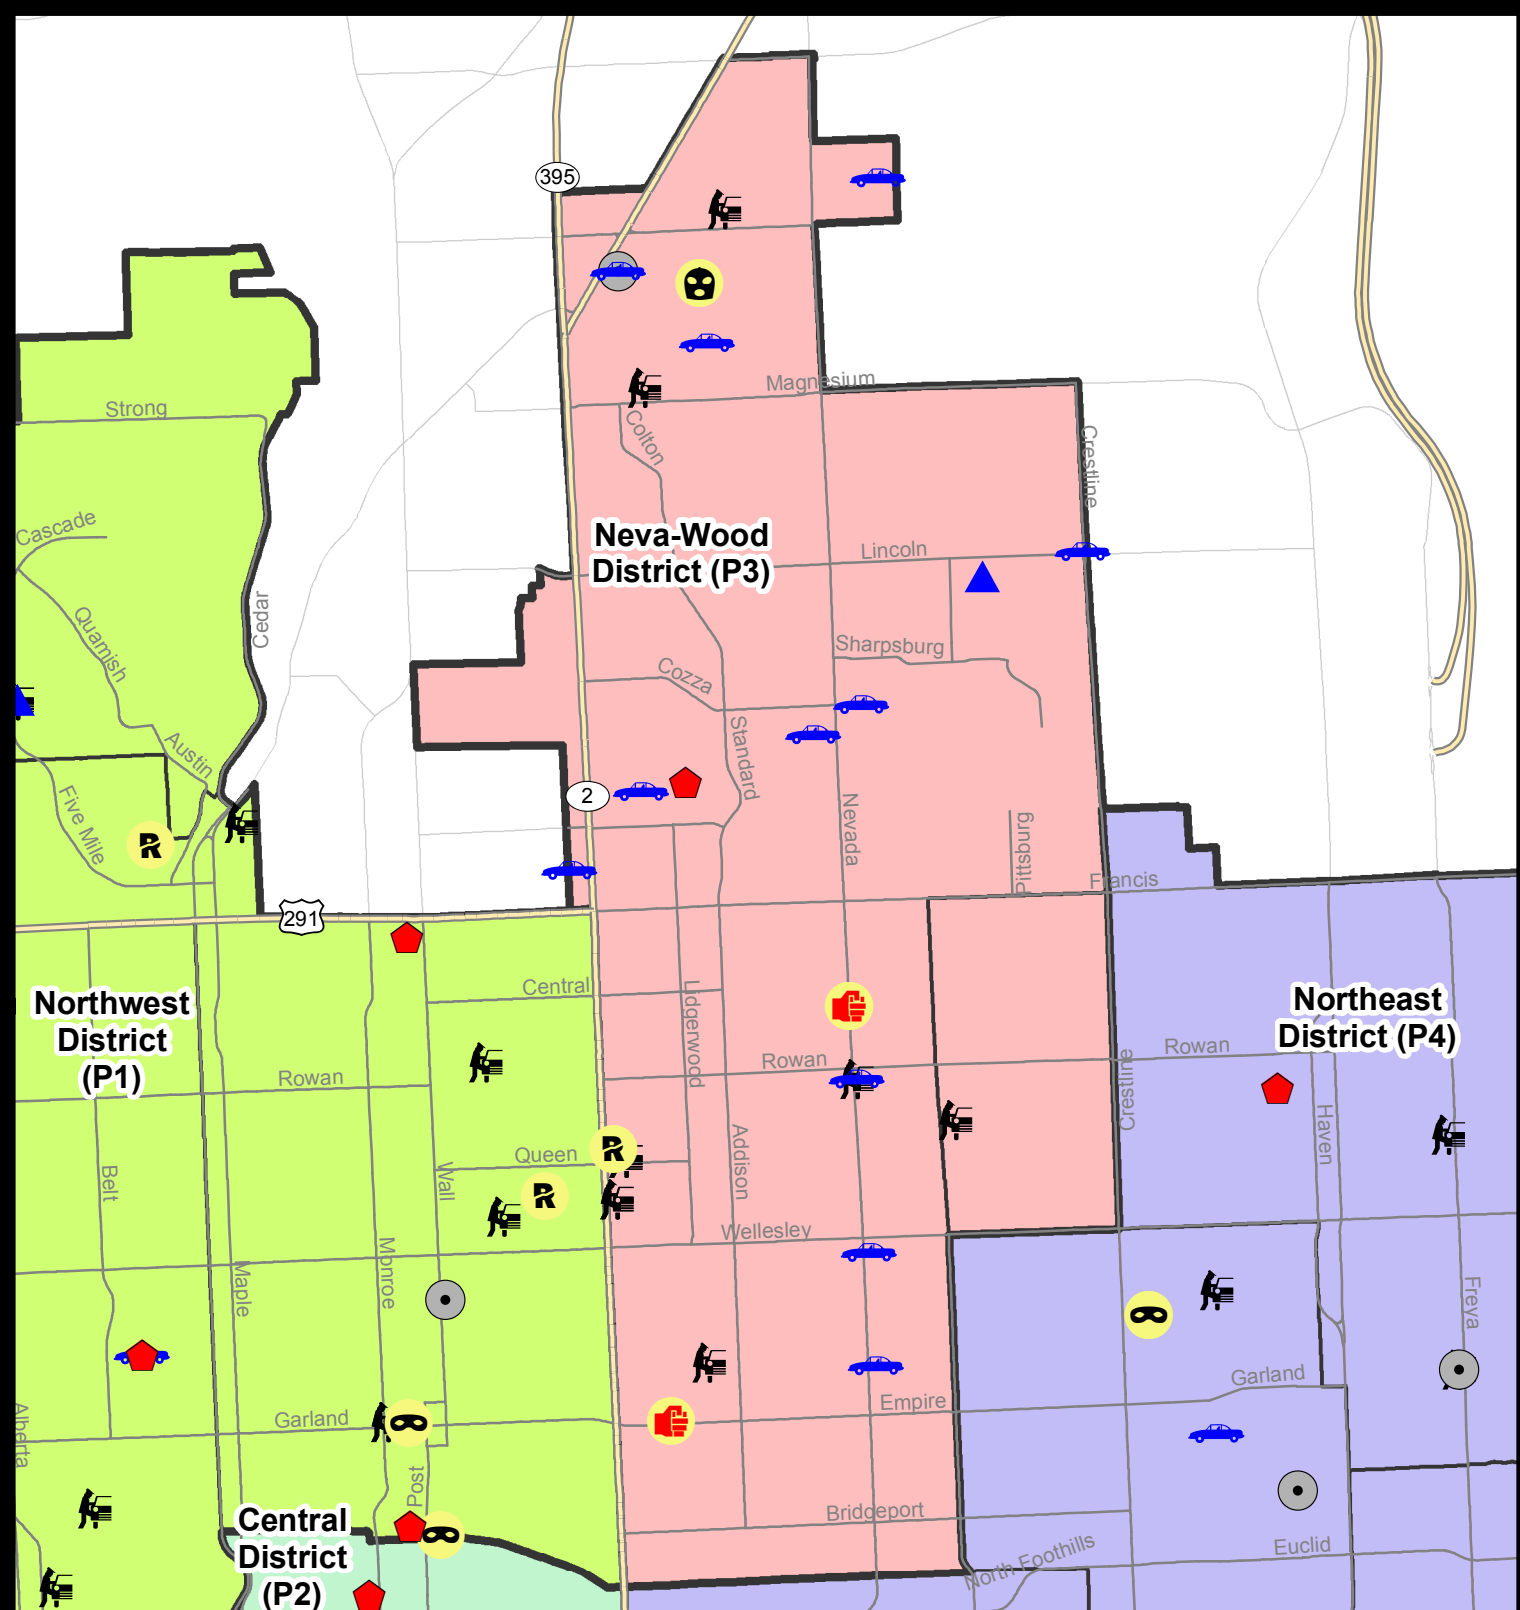 395
Magnesium
Strong
Colton
Crestline
Cascade
Neva-Wood
District (P3)
Lincoln
Cedar
Quamish
Sharpsburg
Cozza
Standard
Austin
2
Five Mile
Nevada
Pittsburg
Francis
291
Northwest
District
(P1)
Central
Lidgerwood
Northeast
District (P4)
Rowan
Rowan
Rowan
Crestline
Haven
Addison
Queen
R
R
R
Belt
Wall
Wellesley
Monroe
Maple
Freya
Garland
Empire
Garland
Alberta
Post
Bridgeport
Central
District
(P2)
Euclid
North Foothills